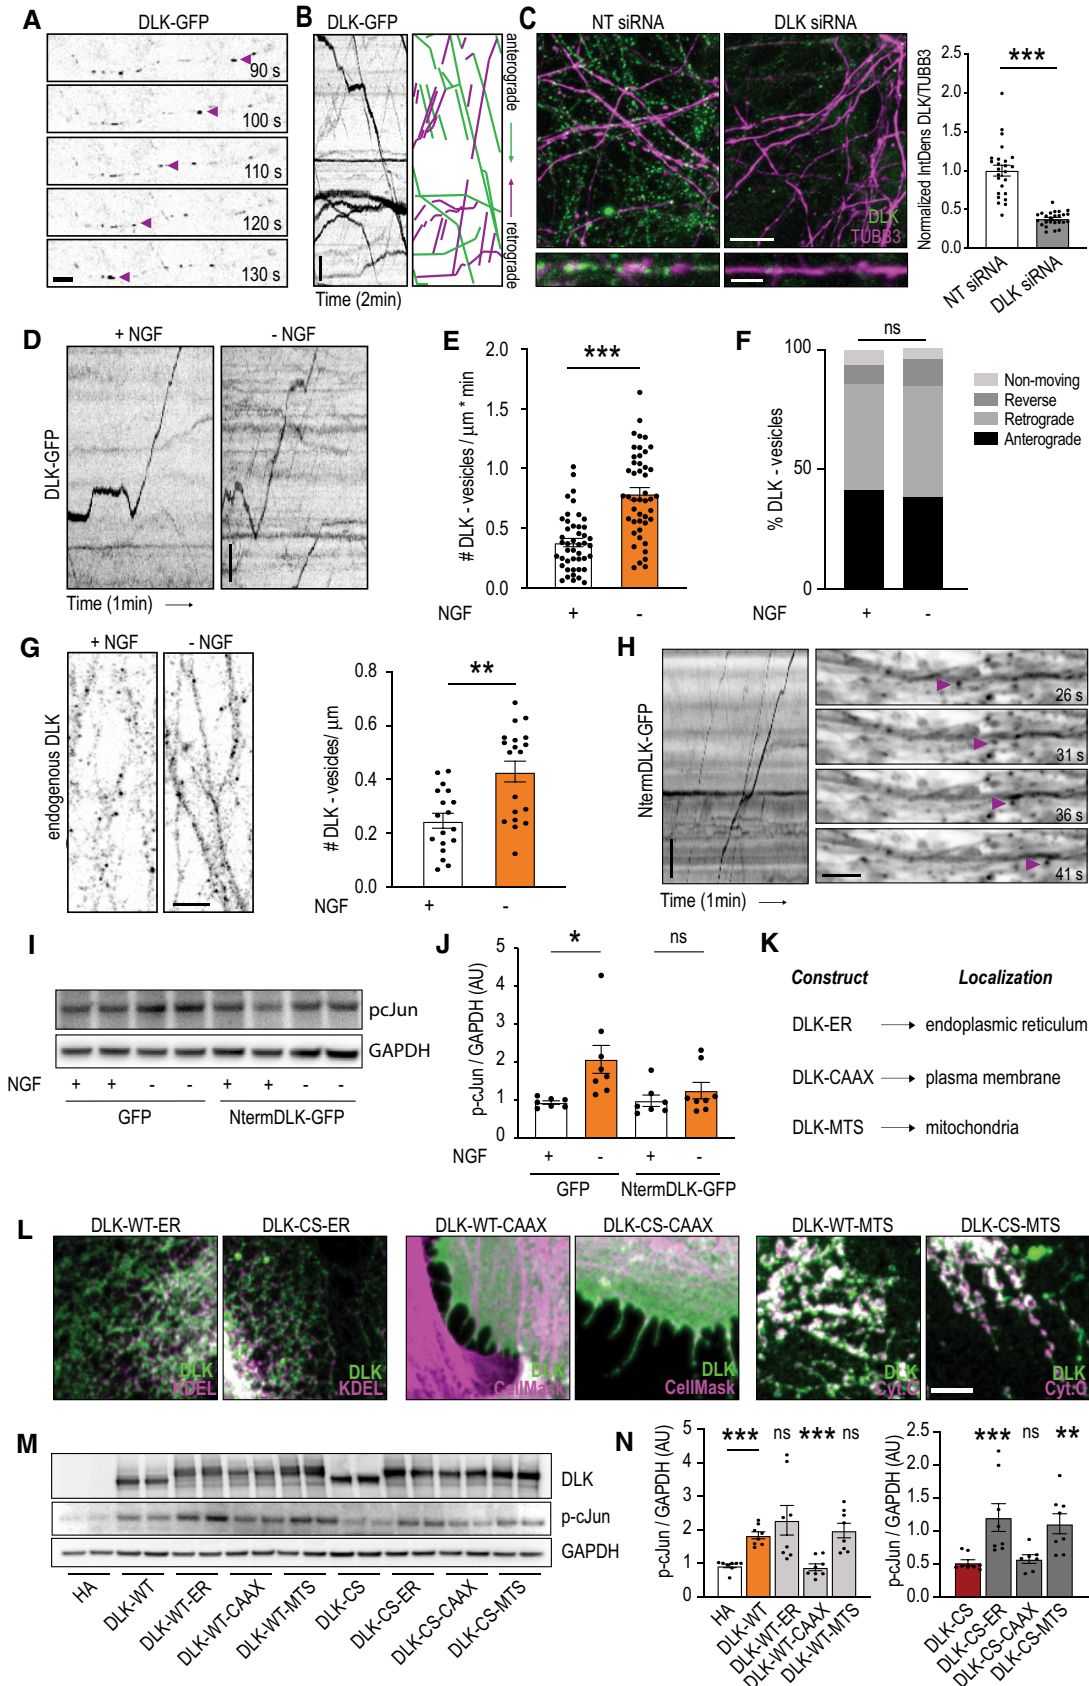 A
DLK-GFP
90 s
100 s
110 s
120 s
130 s
B
DLK-GFP
anterograde
retrograde
Time (2min)
C
NT siRNA
DLK siRNA
DLK
TUBB3
Normalized IntDens DLK/TUBB3
2.5
2.0
1.5
1.0
0.5
0.0
***
NT siRNA
DLK siRNA
D
+ NGF
- NGF
DLK-GFP
Time (1min)
E
# DLK - vesicles / µm * min
2.0
1.5
1.0
0.5
0.0
***
NGF
+
-
F
% DLK - vesicles
100
50
0
ns
NGF
+
-
Non-moving
Reverse
Retrograde
Anterograde
G
+ NGF
- NGF
endogenous DLK
# DLK - vesicles/ µm
0.8
0.6
0.4
0.2
0.0
**
NGF
+
-
H
NtermDLK-GFP
Time (1min)
26 s
31 s
36 s
41 s
I
pcJun
GAPDH
NGF
+ + - - + + - -
GFP
NtermDLK-GFP
J
p-cJun / GAPDH (AU)
5
4
3
2
1
0
*
ns
NGF
+ - + -
GFP
NtermDLK-GFP
K
Construct Localization
DLK-ER endoplasmic reticulum
DLK-CAAX plasma membrane
DLK-MTS mitochondria
L
DLK-WT-ER
DLK
KDEL
DLK-CS-ER
DLK
KDEL
DLK-WT-CAAX
DLK
CellMask
DLK-CS-CAAX
DLK
CellMask
DLK-WT-MTS
DLK
Cyt.C
DLK-CS-MTS
DLK
Cyt.C
M
DLK
p-cJun
GAPDH
HA
DLK-WT
DLK-WT-ER
DLK-WT-CAAX
DLK-WT-MTS
DLK-CS
DLK-CS-ER
DLK-CS-CAAX
DLK-CS-MTS
N
p-cJun / GAPDH (AU)
5
4
3
2
1
0
***
ns
***
ns
HA
DLK-WT
DLK-WT-ER
DLK-WT-CAAX
DLK-WT-MTS
p-cJun / GAPDH (AU)
2.5
2.0
1.5
1.0
0.5
0.0
***
ns
**
DLK-CS
DLK-CS-ER
DLK-CS-CAAX
DLK-CS-MTS